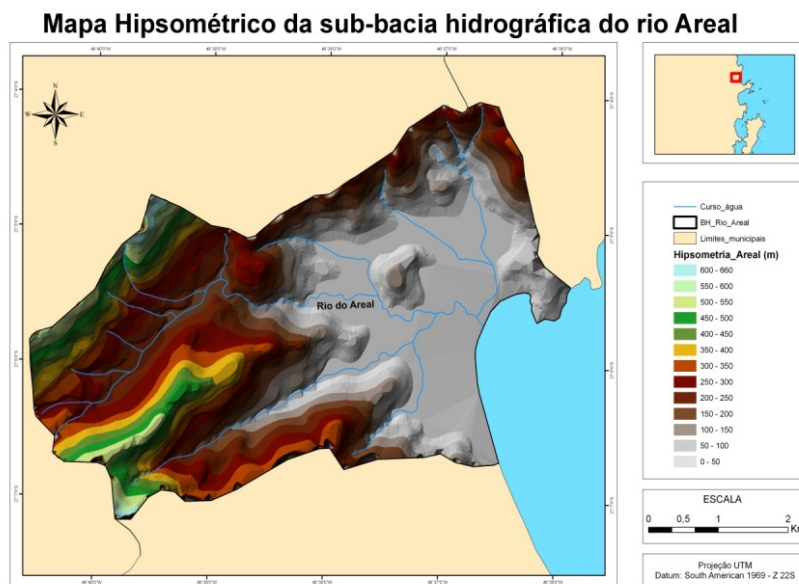 Mapa Hipsométrico da sub-bacia hidrográfica do rio Areal
N
W
E
S
Rio do Areal
Curso_água
BH_Rio_Areal
Limites_municipais
Hipsometria_Areal (m)
600 - 660
550 - 600
500 - 550
450 - 500
400 - 450
350 - 400
300 - 350
250 - 300
200 - 250
150 - 200
100 - 150
50 - 100
0 - 50
ESCALA
0 0,5 1 2
Projeção UTM
Datum: South American 1969 - Z 22S